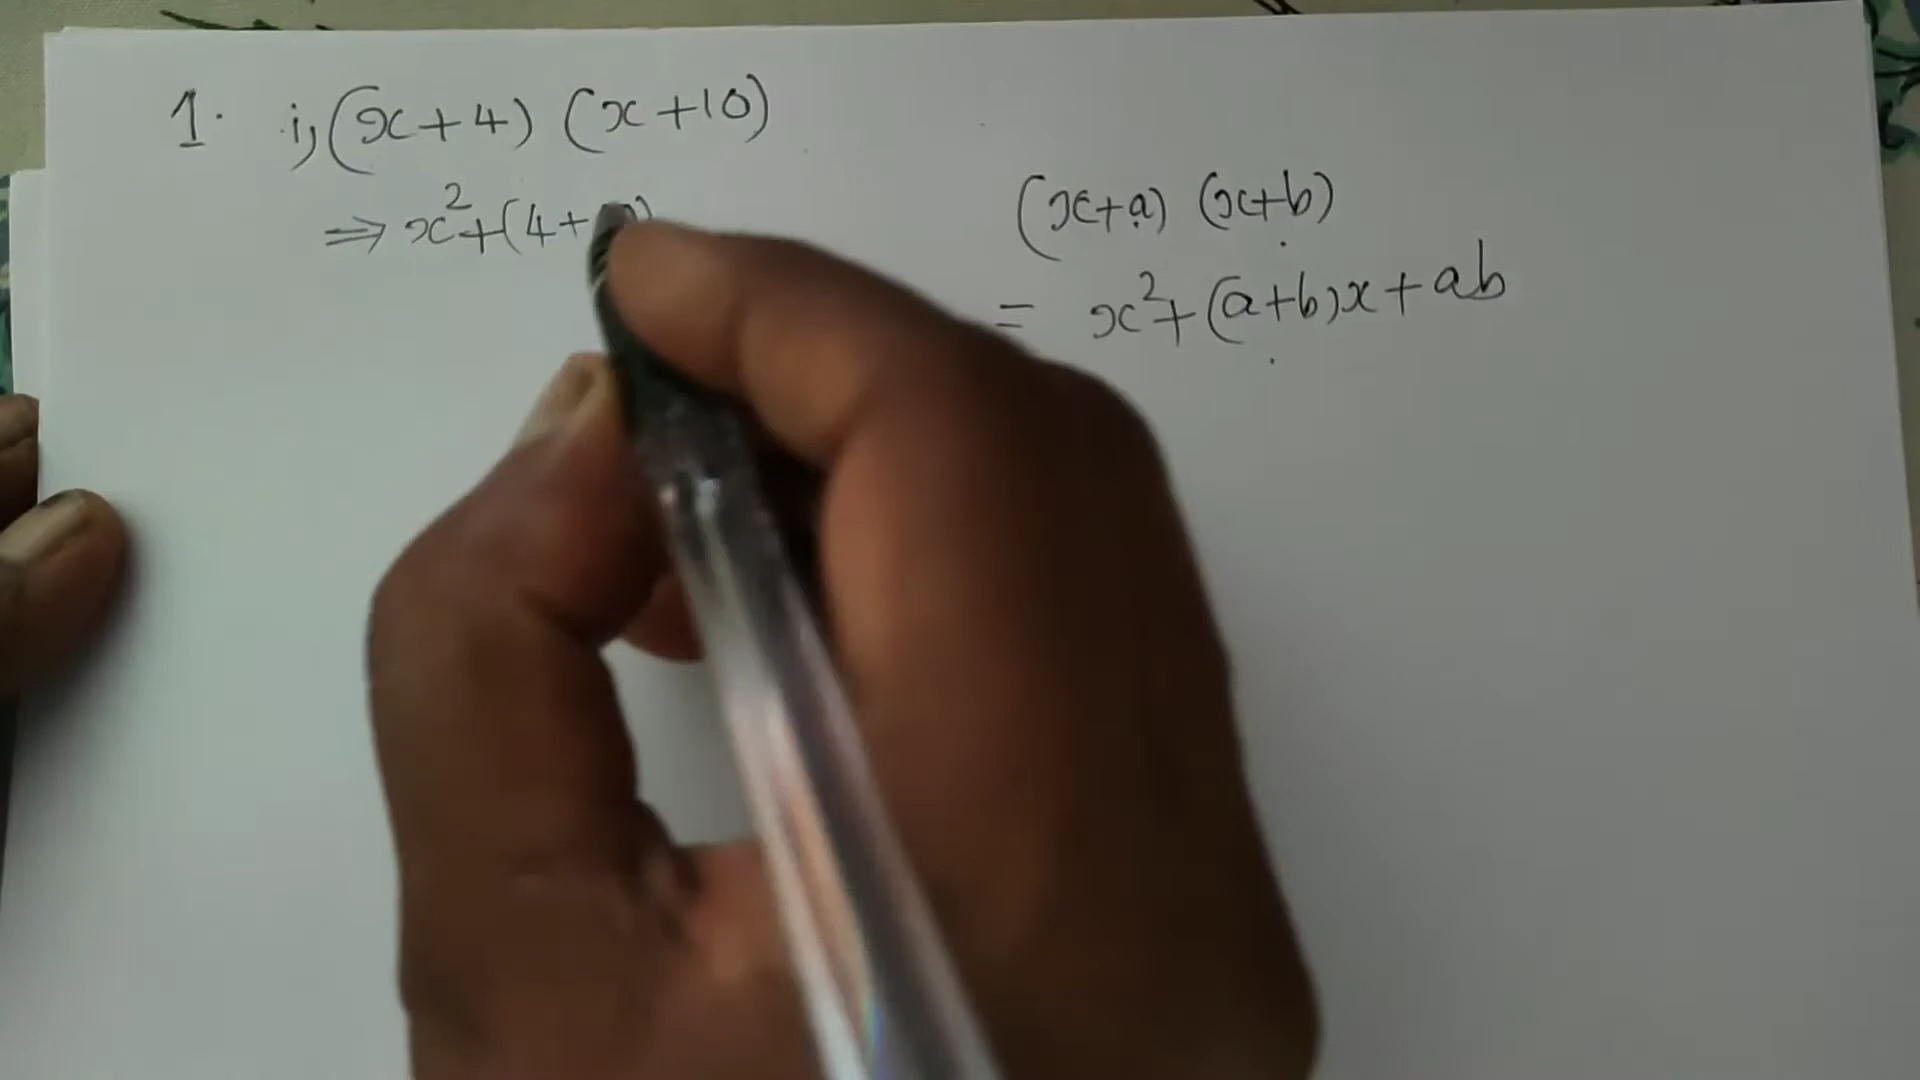 1. i) (x+4) (x+10)
⇒ x²+(4+
(x+a) (x+b)
= x²+(a+b)x+ab